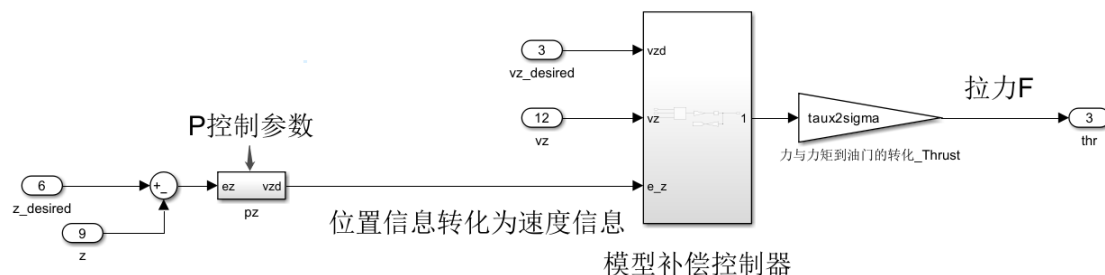 3
vz_desired
12
vz
vzd
vz
e_z
1
taux2sigma
力与力矩到油门的转化_Thrust
拉力F
3
thr
P控制参数
6
z_desired
9
z
+
-
ez
vzd
pz
位置信息转化为速度信息
模型补偿控制器